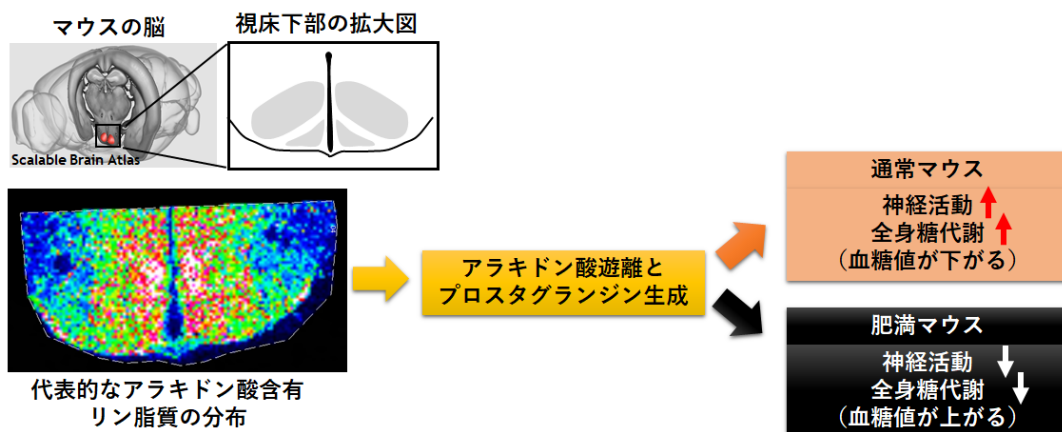 マウスの脳
視床下部の拡大図
Scalable Brain Atlas
代表的なアラキドン酸含有
リン脂質の分布
アラキドン酸遊離と
プロスタグランジン生成
通常マウス
神経活動
全身糖代謝
（血糖値が下がる）
肥満マウス
神経活動
全身糖代謝
（血糖値が上がる）